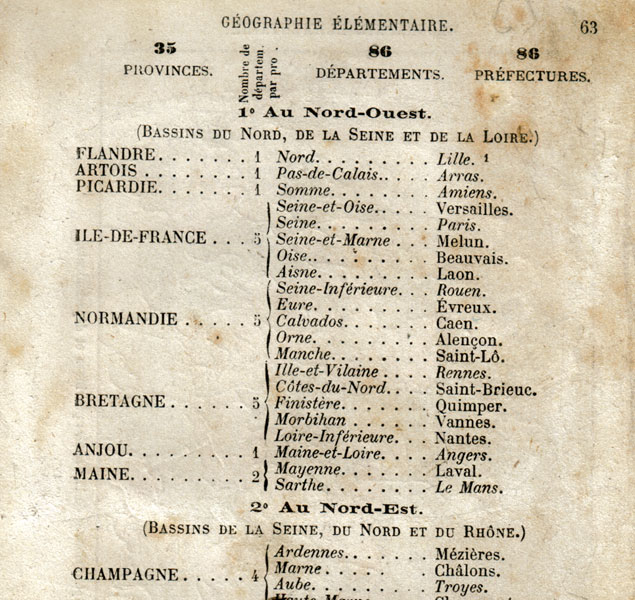 GÉOGRAPHIE ÉLÉMENTAIRE. 63
35 PROVINCES.
Nombre de départem. par pro.
86 DÉPARTEMENTS.
86 PRÉFECTURES.
1° Au Nord-Ouest.
(BASSINS DU NORD, DE LA SEINE ET DE LA LOIRE.)
FLANDRE....... 1 Nord.......... Lille. 1
ARTOIS....... 1 Pas-de-Calais.. Arras.
PICARDIE...... 1 Somme........ Amiens.
Seine-et-Oise.... Versailles.
Seine......... Paris.
ILE-DE-FRANCE... 5 Seine-et-Marne... Melun.
Oise.......... Beauvais.
Aisne......... Laon.
Seine-Inférieure... Rouen.
Eure.......... Évreux.
NORMANDIE.... 5 Calvados....... Caen.
Orne......... Alençon.
Manche........ Saint-Lô.
Ille-et-Vilaine.... Rennes.
Côtes-du-Nord.... Saint-Brieuc.
BRETAGNE...... 5 Finistère....... Quimper.
Morbihan....... Vannes.
Loire-Inférieure... Nantes.
ANJOU........ 1 Maine-et-Loire... Angers.
MAINE........ 2 Mayenne....... Laval.
Sarthe......... Le Mans.
2° Au Nord-Est.
(BASSINS DE LA SEINE, DU NORD ET DU RHÔNE.)
Ardennes....... Mézières.
Marne..... Châlons.
CHAMPAGNE.... 4 Aube......... Troyes.